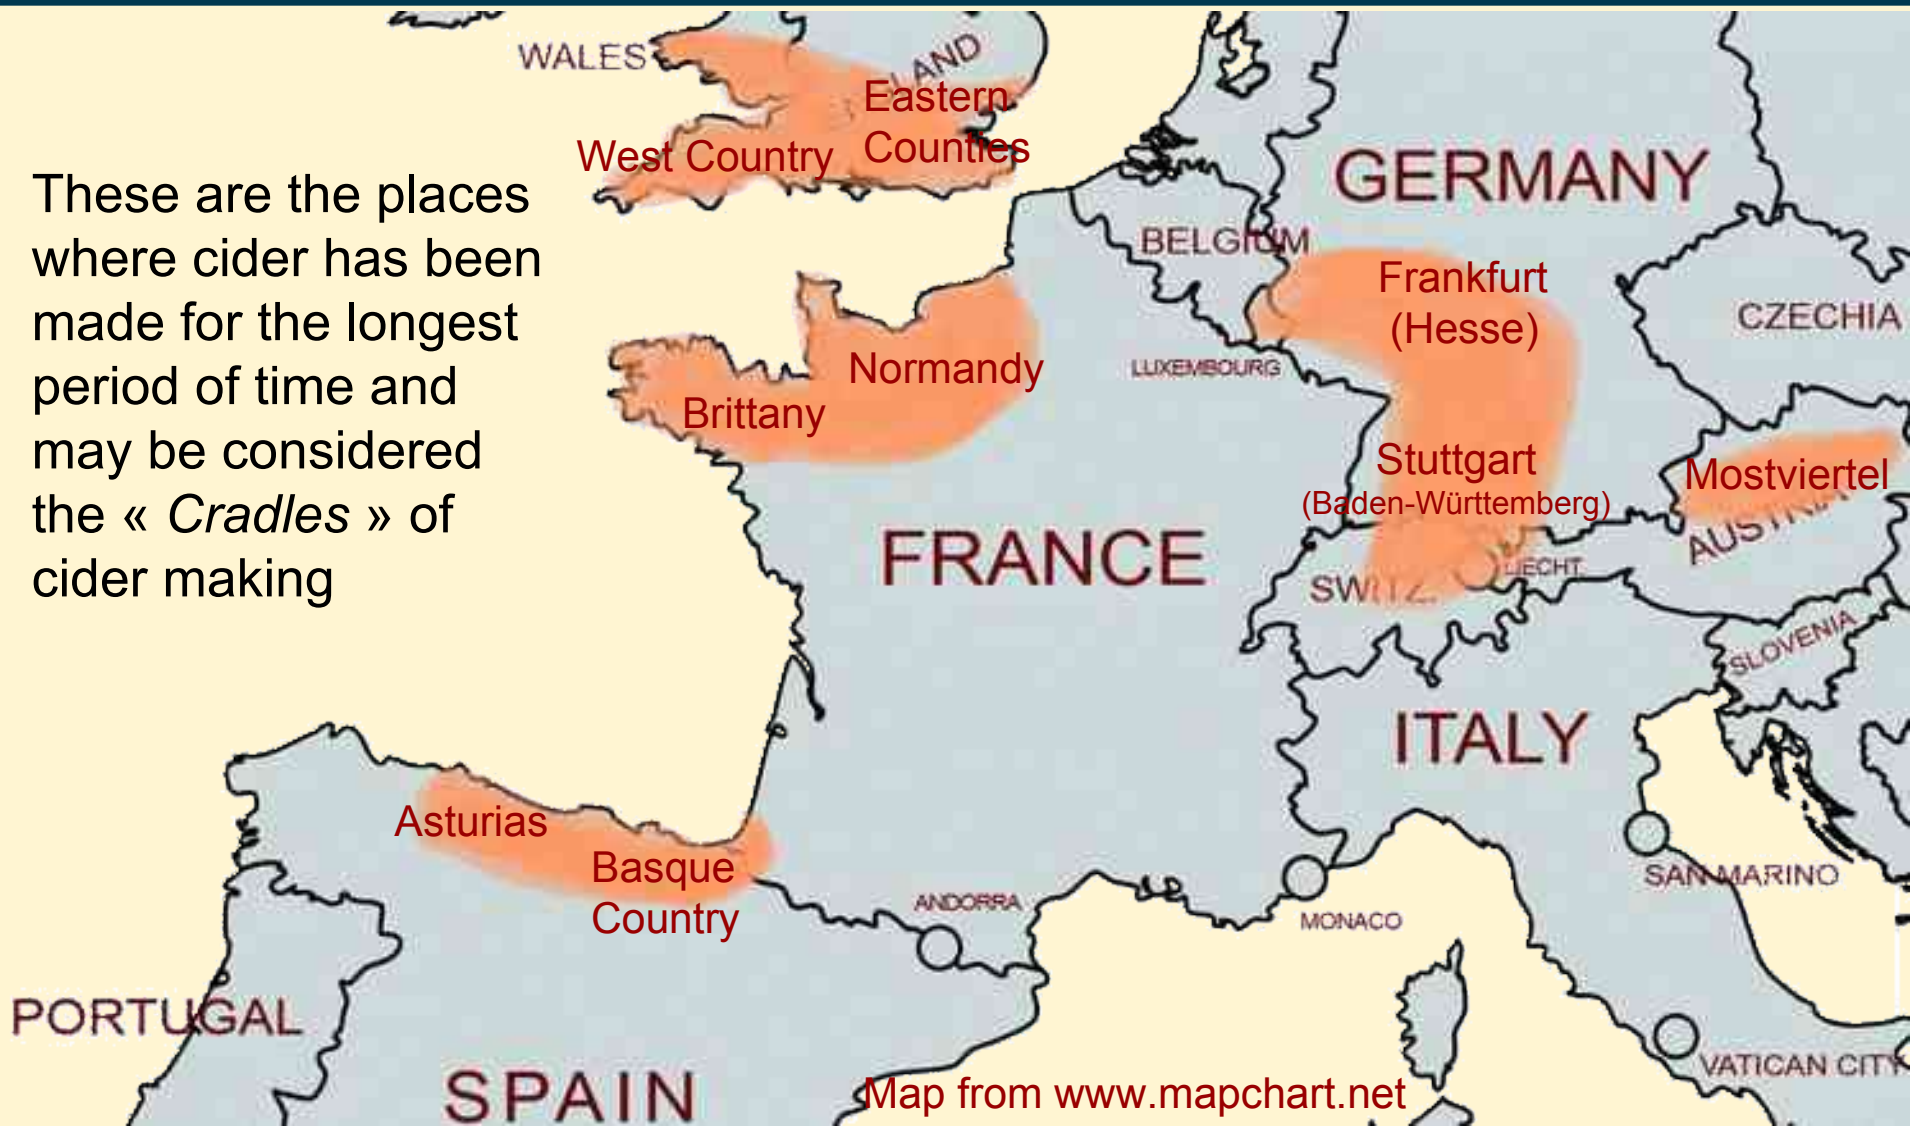 WALES
LAND
Eastern
Counties
West Country
These are the places
where cider has been
made for the longest
period of time and
may be considered
the « Cradles » of
cider making
GERMANY
BELGIUM
Frankfurt
(Hesse)
CZECHIA
LUXEMBOURG
Normandy
Brittany
Stuttgart
(Baden-Württemberg)
Mostviertel
AUSTRIA
FRANCE
SWITZ.
LIECHT.
SLOVENIA
ITALY
Asturias
Basque
Country
ANDORRA
MONACO
SAN MARINO
PORTUGAL
SPAIN
VATICAN CITY
Map from www.mapchart.net